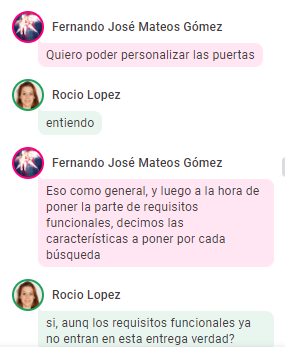 Fernando José Mateos Gómez
Quiero poder personalizar las puertas
Rocio Lopez
entiendo
Fernando José Mateos Gómez
Eso como general, y luego a la hora de
poner la parte de requisitos
funcionales, decimos las
características a poner por cada
búsqueda
Rocio Lopez
si, aunq los requisitos funcionales ya
no entran en esta entrega verdad?